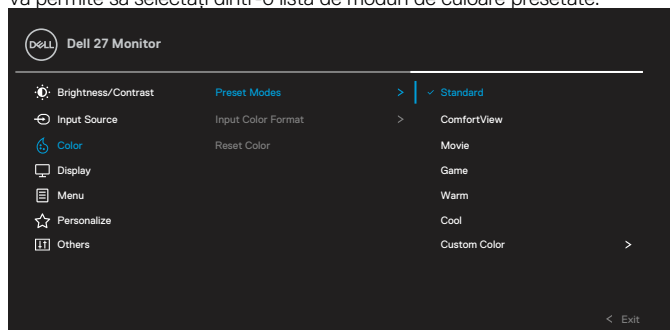 Vă permite să selectați dintr-o listă de moduri de culoare presetate.
DELL Dell 27 Monitor
Brightness/Contrast Preset Modes > ✓ Standard
Input Source Input Color Format > ComfortView
Color Reset Color Movie
Display Game
Menu Warm
Personalize Cool
Others Custom Color >
< Exit